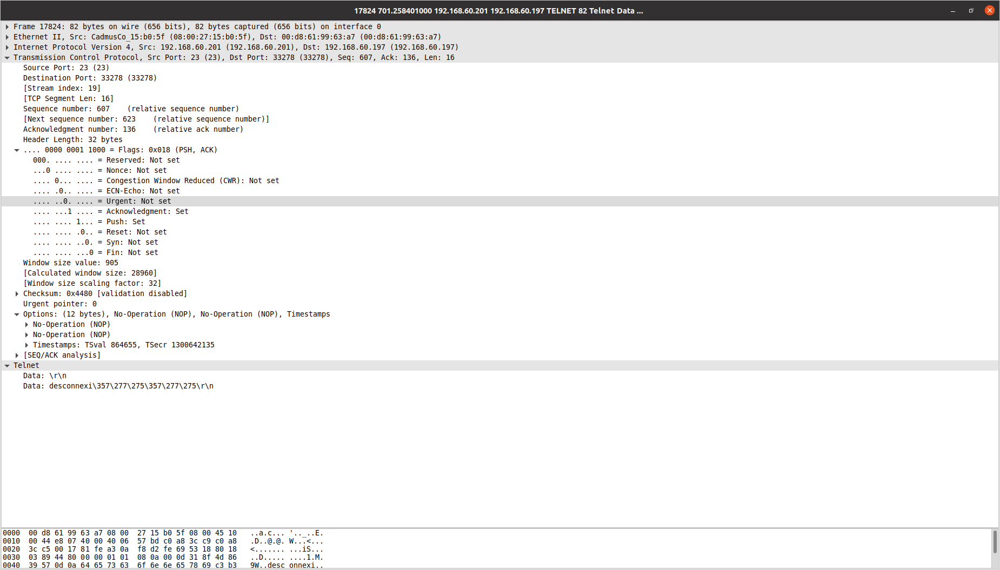 17824 701.258401000 192.168.60.201 192.168.60.197 TELNET 82 Telnet Data ...
Frame 17824: 82 bytes on wire (656 bits), 82 bytes captured (656 bits) on interface 0
Ethernet II, Src: CadmusCo_15:b0:5f (08:00:27:15:b0:5f), Dst: 00:d8:61:99:63:a7 (00:d8:61:99:63:a7)
Internet Protocol Version 4, Src: 192.168.60.201 (192.168.60.201), Dst: 192.168.60.197 (192.168.60.197)
Transmission Control Protocol, Src Port: 23 (23), Dst Port: 33278 (33278), Seq: 607, Ack: 136, Len: 16
Source Port: 23 (23)
Destination Port: 33278 (33278)
[Stream index: 19]
[TCP Segment Len: 16]
Sequence number: 607    (relative sequence number)
[Next sequence number: 623    (relative sequence number)]
Acknowledgment number: 136    (relative ack number)
Header Length: 32 bytes
.... 0000 0001 1000 = Flags: 0x018 (PSH, ACK)
000. .... .... = Reserved: Not set
...0 .... .... = Nonce: Not set
.... 0... .... = Congestion Window Reduced (CWR): Not set
.... .0.. .... = ECN-Echo: Not set
.... ..0. .... = Urgent: Not set
.... ...1 .... = Acknowledgment: Set
.... .... 1... = Push: Set
.... .... .0.. = Reset: Not set
.... .... ..0. = Syn: Not set
.... .... ...0 = Fin: Not set
Window size value: 905
[Calculated window size: 28960]
[Window size scaling factor: 32]
Checksum: 0x4480 [validation disabled]
Urgent pointer: 0
Options: (12 bytes), No-Operation (NOP), No-Operation (NOP), Timestamps
No-Operation (NOP)
No-Operation (NOP)
Timestamps: TSval 864655, TSecr 1300642135
[SEQ/ACK analysis]
Telnet
Data: \r\n
Data: desconnexi\357\277\275\357\277\275\r\n
0000  00 d8 61 99 63 a7 08 00  27 15 b0 5f 08 00 45 10   ..a.c... '.._..E.
0010  00 44 e8 07 40 00 40 06  57 bd c0 a8 3c c9 c0 a8   .D..@.@. W...<...
0020  3c c5 00 17 81 fe a3 0a  f8 d2 fe 69 53 18 80 18   <....... ...iS...
0030  03 89 44 80 00 00 01 01  08 0a 00 0d 31 8f 4d 86   ..D..... ....1.M.
0040  39 57 0d 0a 64 65 73 63  6f 6e 6e 65 78 69 c3 b3   9W..desc onnexi..